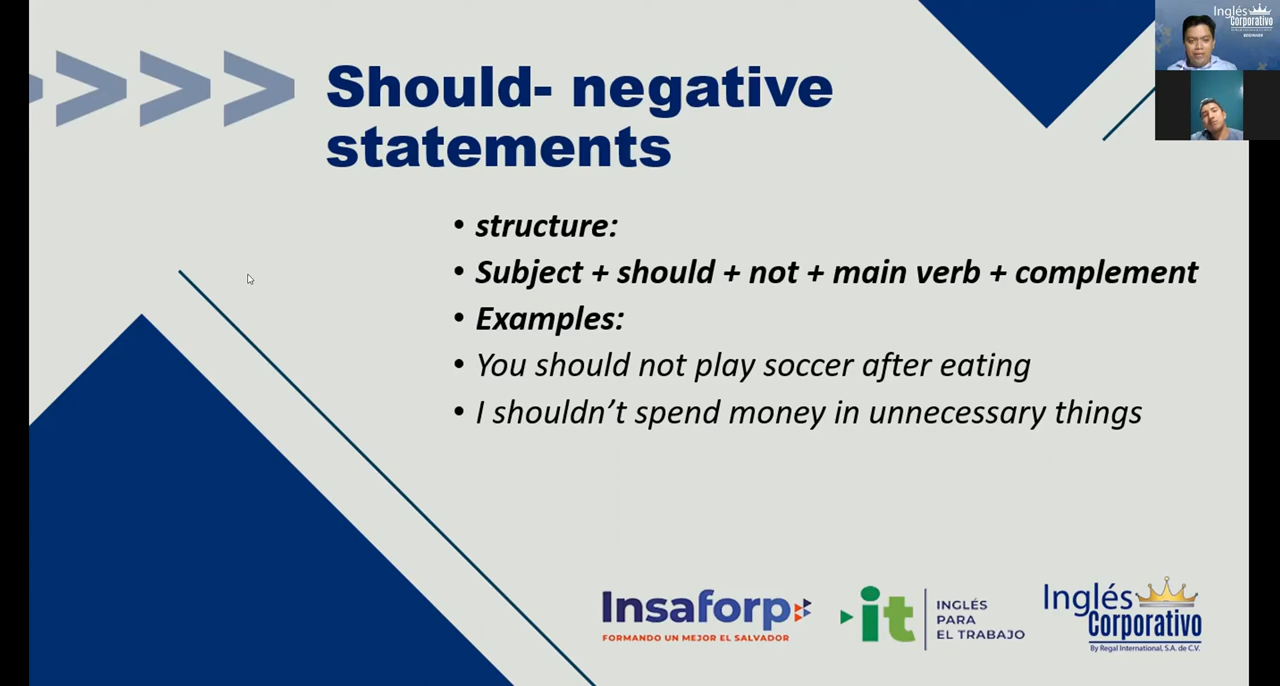 Should- negative
statements
• structure:
• Subject + should + not + main verb + complement
• Examples:
• You should not play soccer after eating
• I shouldn't spend money in unnecessary things
Insaforp
FORMANDO UN MEJOR EL SALVADOR
it
INGLÉS
PARA
EL TRABAJO
Inglés
Corporativo
By Regal International, S.A. de C.V.
Inglés
Corporativo
BEGINNER